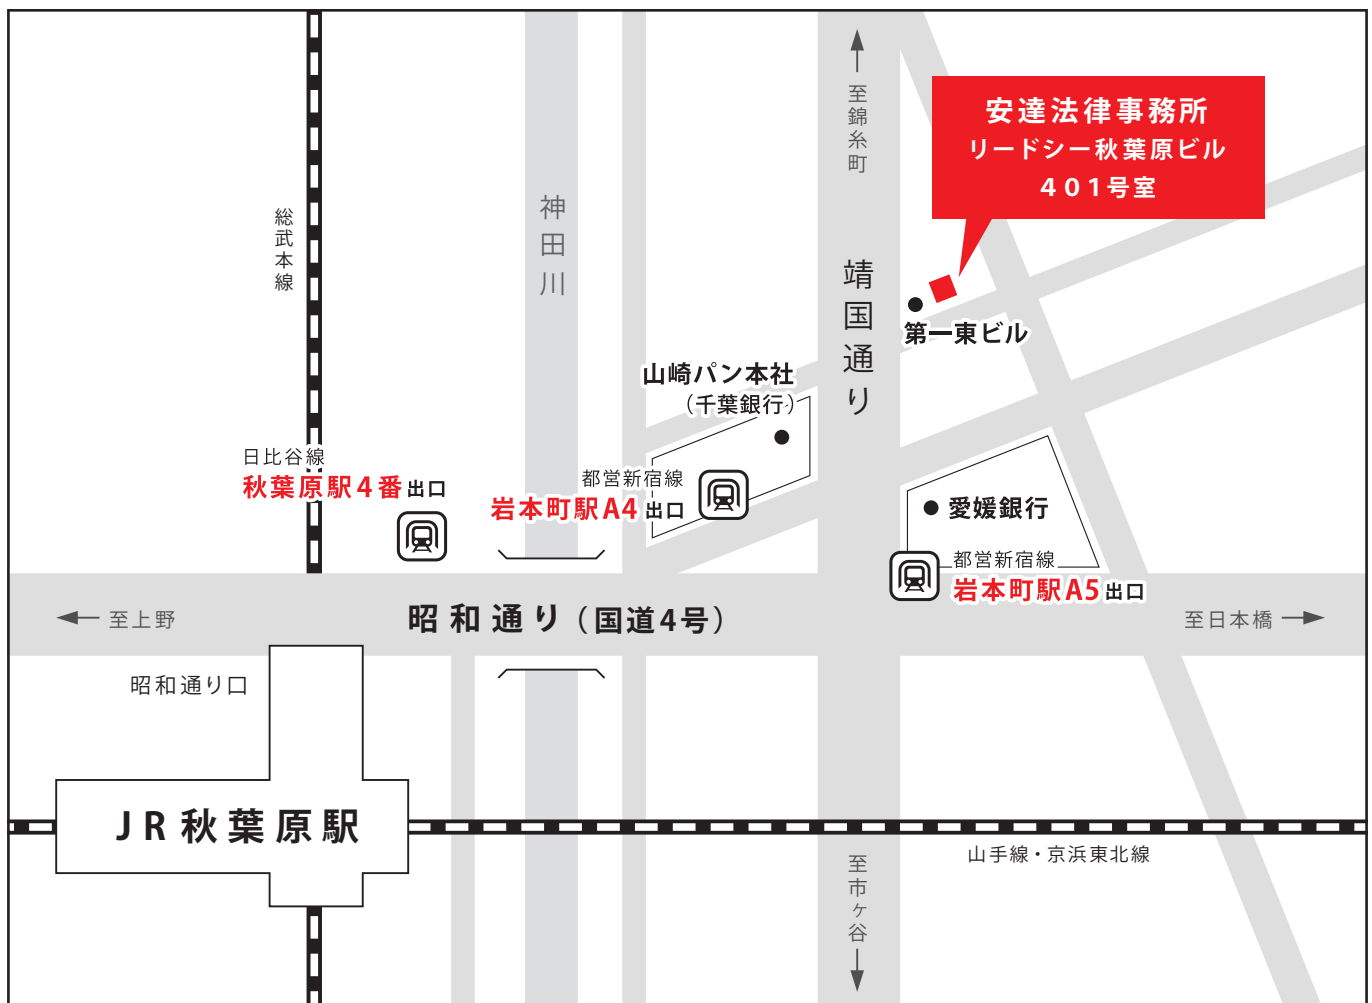 至錦糸町
安達法律事務所
リードシー秋葉原ビル
401号室
総武本線
神田川
靖国通り
第一東ビル
山崎パン本社
(千葉銀行)
日比谷線
秋葉原駅4番出口
都営新宿線
岩本町駅A4出口
愛媛銀行
都営新宿線
岩本町駅A5出口
至上野
昭和通り(国道4号)
至日本橋
昭和通り口
JR秋葉原駅
山手線・京浜東北線
至市ヶ谷